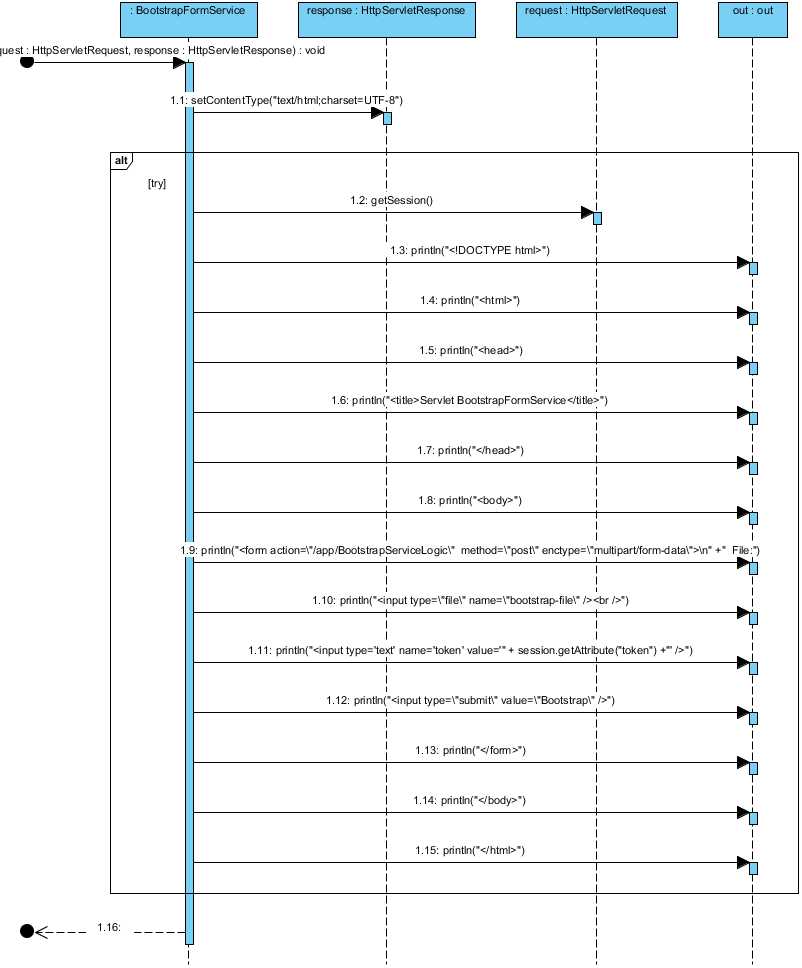 : BootstrapFormService
response : HttpServletResponse
request : HttpServletRequest
out : out
quest : HttpServletRequest, response : HttpServletResponse) : void
1.1: setContentType("text/html;charset=UTF-8")
alt
[try]
1.2: getSession()
1.3: println("<!DOCTYPE html>")
1.4: println("<html>")
1.5: println("<head>")
1.6: println("<title>Servlet BootstrapFormService</title>")
1.7: println("</head>")
1.8: println("<body>")
1.9: println("<form action=\"/app/BootstrapServiceLogic\"  method=\"post\" enctype=\"multipart/form-data\">\n" +"  File:")
1.10: println("<input type=\"file\" name=\"bootstrap-file\" /><br />")
1.11: println("<input type='text' name='token' value='" + session.getAttribute("token") +"' />")
1.12: println("<input type=\"submit\" value=\"Bootstrap\" />")
1.13: println("</form>")
1.14: println("</body>")
1.15: println("</html>")
1.16: